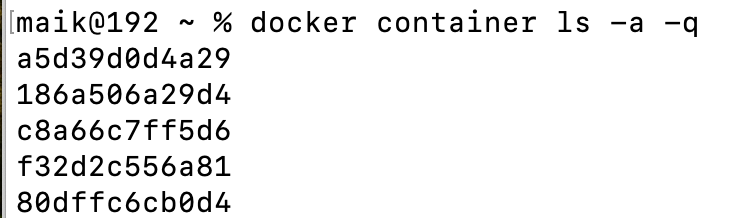 [maik@192 ~ % docker container ls -a -q
a5d39d0d4a29
186a506a29d4
c8a66c7ff5d6
f32d2c556a81
80dffc6cb0d4